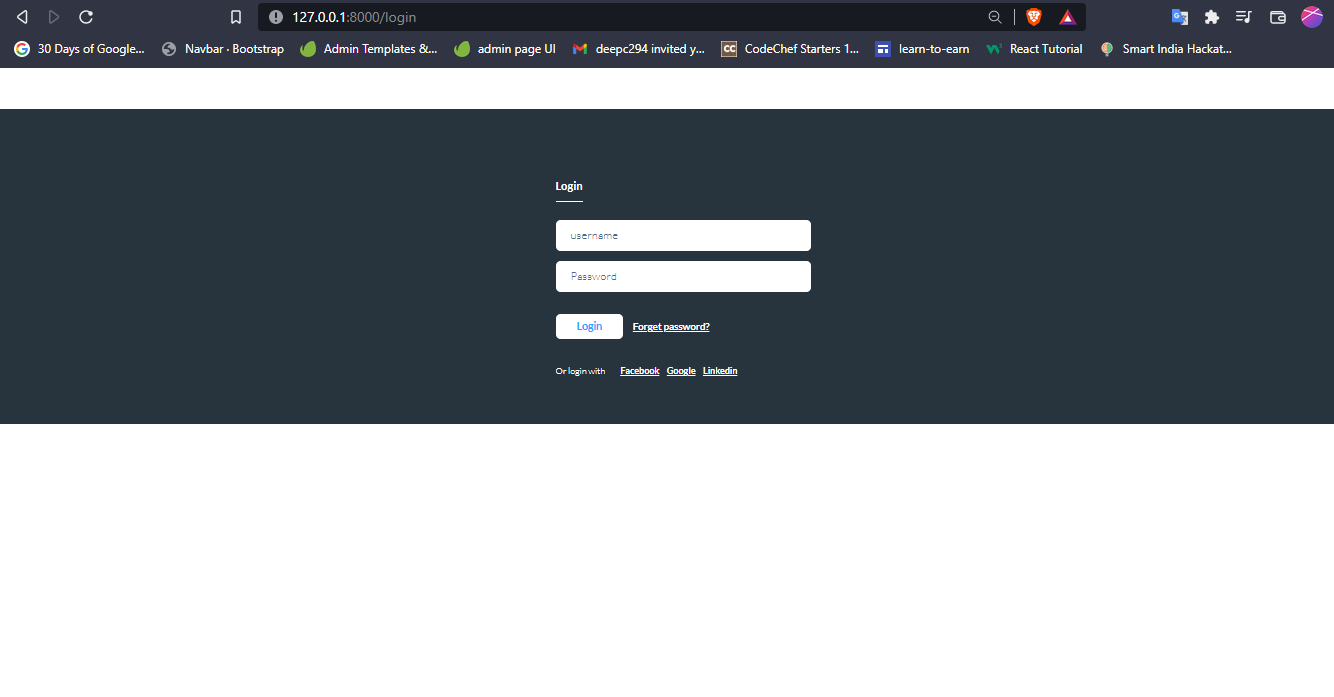 127.0.0.1:8000/login
30 Days of Google... Navbar · Bootstrap Admin Templates &... admin page UI deepc294 invited y... CC CodeChef Starters 1... learn-to-earn React Tutorial Smart India Hackat...
Login
username
Password
Login Forget password?
Or login with Facebook Google Linkedin